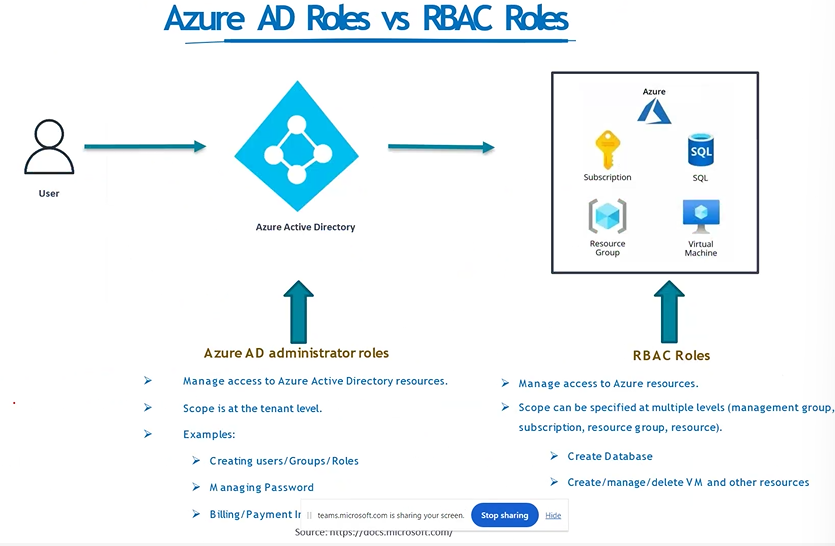 Azure AD Roles vs RBAC Roles
User
Azure Active Directory
Azure
Subscription
SQL
SQL
Resource
Group
Virtual
Machine
Azure AD administrator roles
Manage access to Azure Active Directory resources.
Scope is at the tenant level.
Examples:
Creating users/Groups/Roles
Managing Password
Billing/Payment
RBAC Roles
Manage access to Azure resources.
Scope can be specified at multiple levels (management group,
subscription, resource group, resource).
Create Database
Create/manage/delete VM and other resources
teams.microsoft.com is sharing your screen.
Stop sharing
Hide
Source: https://docs.microsoft.com/